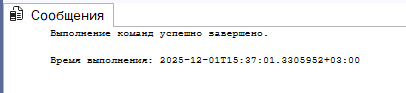 Сообщения
Выполнение команд успешно завершено.
Время выполнения: 2025-12-01T15:37:01.3305952+03:00